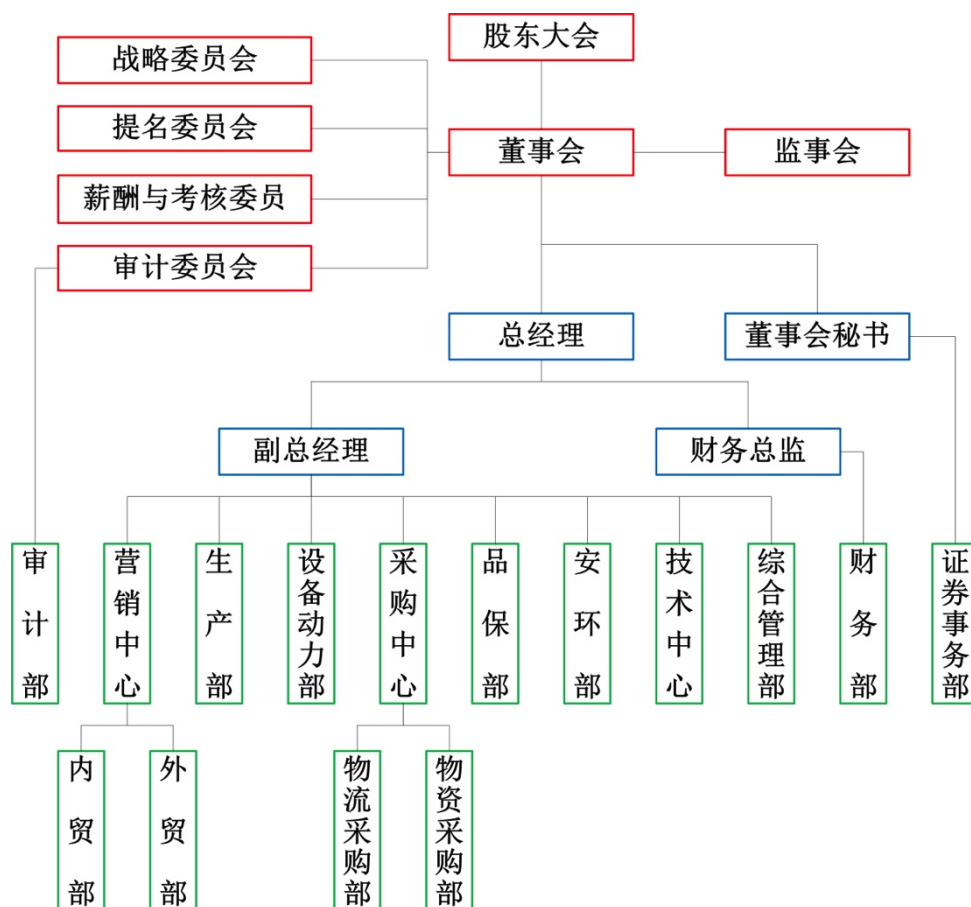 股东大会
战略委员会
提名委员会
董事会
监事会
薪酬与考核委员
审计委员会
总经理
董事会秘书
副总经理
财务总监
审计部
营销中心
生产部
设备动力部
采购中心
品保部
安环部
技术中心
综合管理部
财务部
证券事务部
内贸部
外贸部
物流采购部
物资采购部